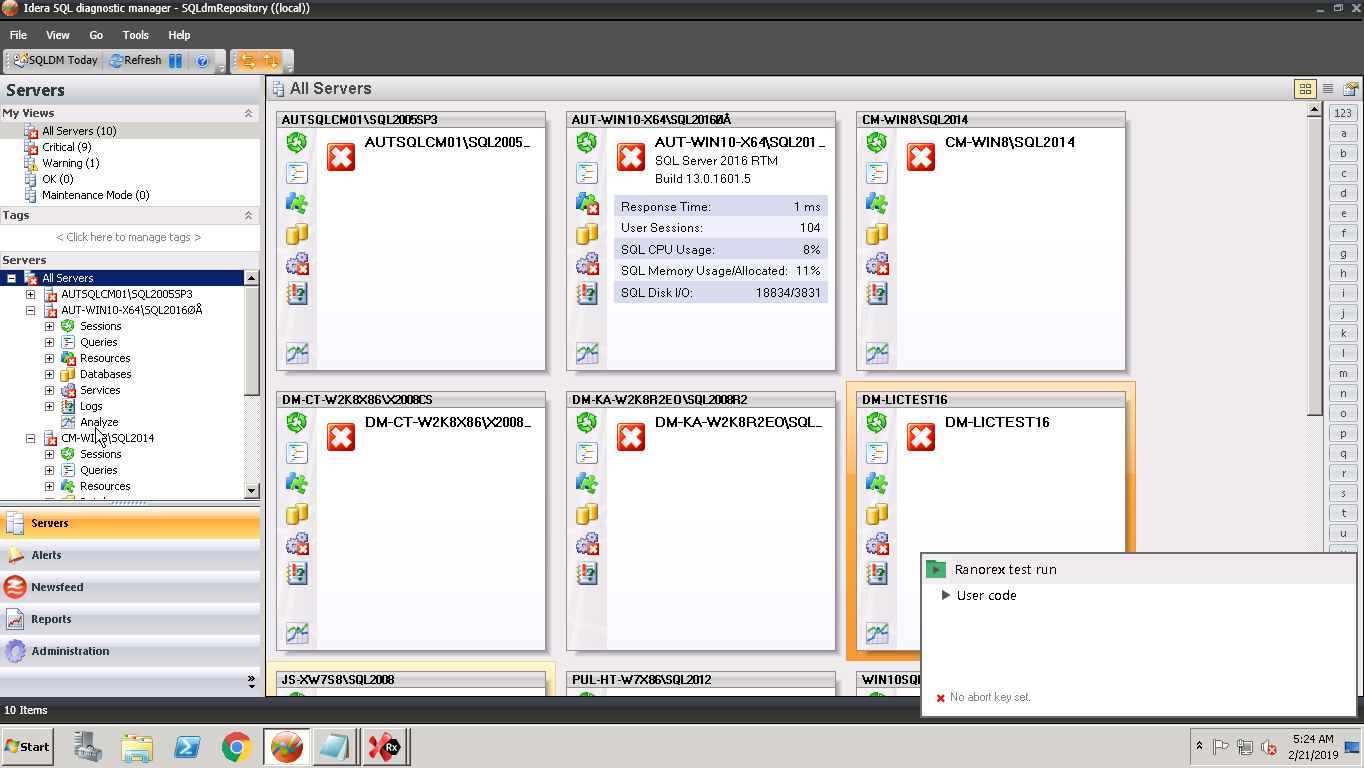 Idera SQL diagnostic manager - SQLdmRepository ((local))
File View Go Tools Help
SQLDM Today Refresh
Servers
My Views
All Servers (10)
Critical (9)
Warning (1)
OK (0)
Maintenance Mode (0)
Tags
< Click here to manage tags >
Servers
All Servers
AUTSQLCM01\SQL2005SP3
AUT-WIN10-X64\SQL2016ØÅ
Sessions
Queries
Resources
Databases
Services
Logs
Analyze
CM-WIN8\SQL2014
Sessions
Queries
Resources
Servers
Alerts
Newsfeed
Reports
Administration
All Servers
AUTSQLCM01\SQL2005SP3
AUTSQLCM01\SQL2005...
AUT-WIN10-X64\SQL2016ØÅ
AUT-WIN10-X64\SQL201...
SQL Server 2016 RTM
Build 13.0.1601.5
Response Time: 1 ms
User Sessions: 104
SQL CPU Usage: 8%
SQL Memory Usage/Allocated: 11%
SQL Disk I/O: 18834/3831
CM-WIN8\SQL2014
CM-WIN8\SQL2014
DM-CT-W2K8X86\X2008CS
DM-CT-W2K8X86\X2008...
DM-KA-W2K8R2EO\SQL2008R2
DM-KA-W2K8R2EO\SQL...
DM-LICTEST16
DM-LICTEST16
JS-XW7S8\SQL2008
PUL-HT-W7X86\SQL2012
WIN10SQL
123
a
b
c
d
e
f
g
h
i
j
k
l
m
n
o
p
q
r
s
t
u
Ranorex test run
User code
No abort key set.
10 Items
Start
Rx
5:24 AM
2/21/2019